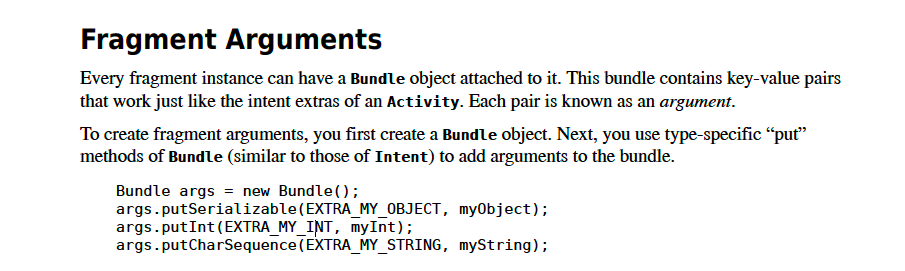 Fragment Arguments
Every fragment instance can have a Bundle object attached to it. This bundle contains key-value pairs
that work just like the intent extras of an Activity. Each pair is known as an argument.
To create fragment arguments, you first create a Bundle object. Next, you use type-specific “put”
methods of Bundle (similar to those of Intent) to add arguments to the bundle.
Bundle args = new Bundle();
args.putSerializable(EXTRA_MY_OBJECT, myObject);
args.putInt(EXTRA_MY_INT, myInt);
args.putCharSequence(EXTRA_MY_STRING, myString);